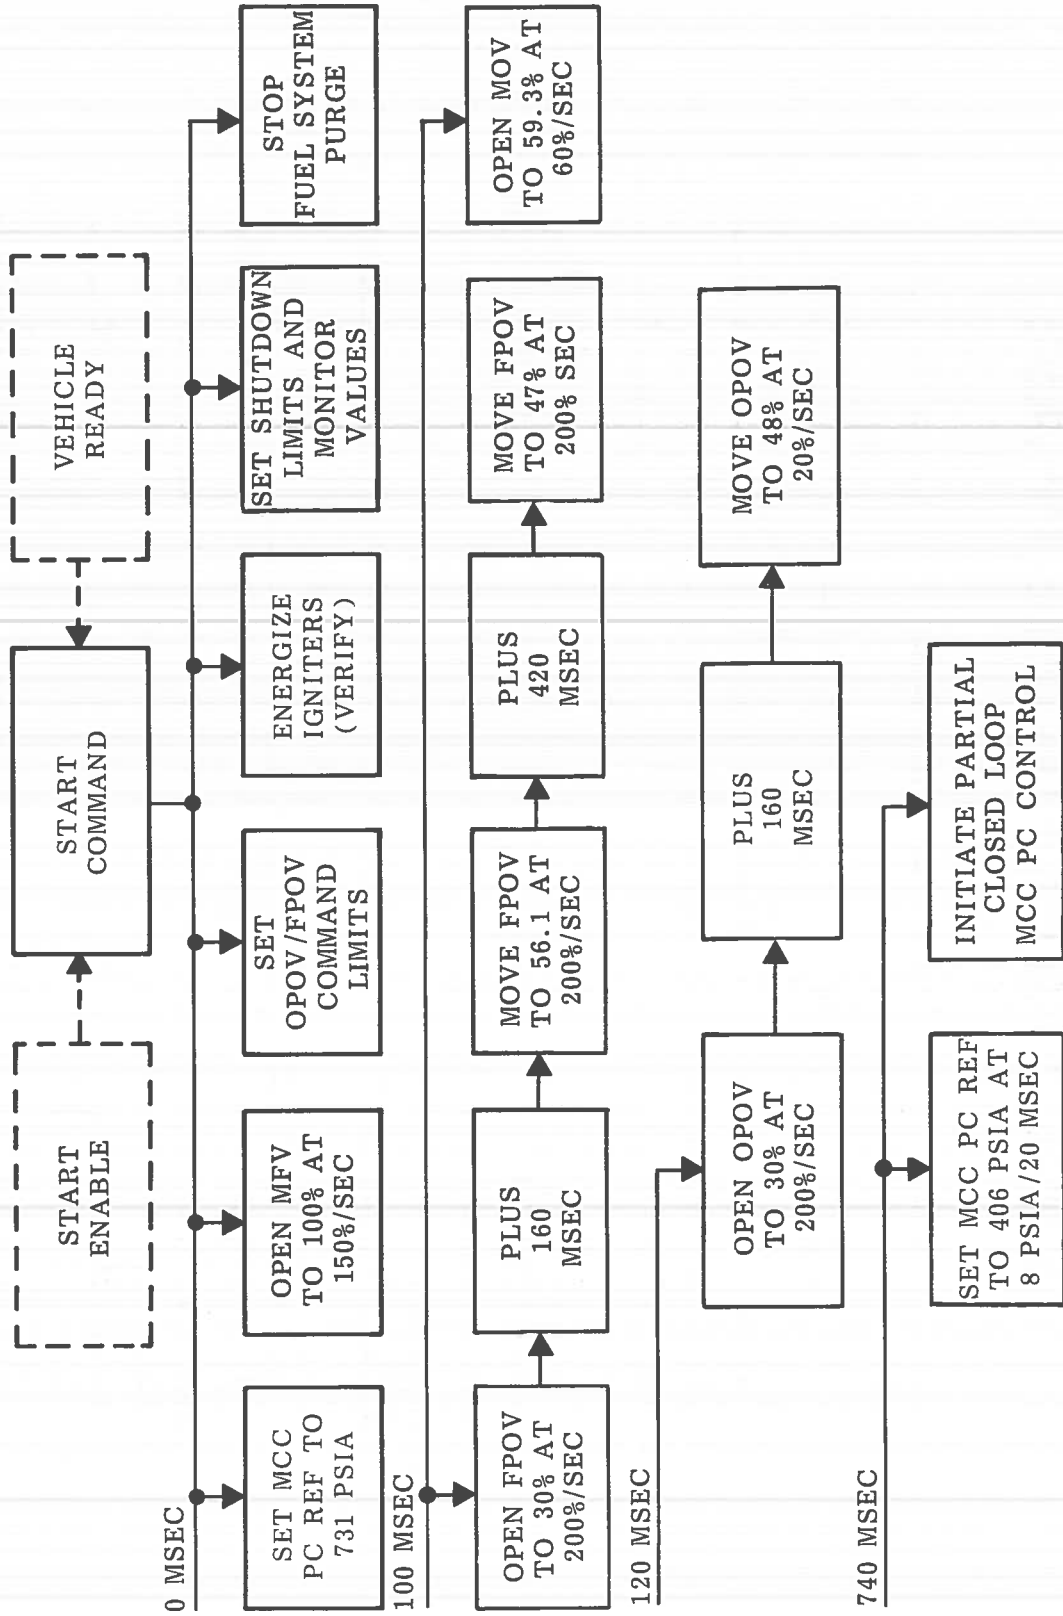 START
ENABLE
START
COMMAND
VEHICLE
READY
0 MSEC
SET MCC
PC REF TO
731 PSIA
OPEN MFV
TO 100% AT
150%/SEC
SET
OPOV/FPOV
COMMAND
LIMITS
ENERGIZE
IGNITERS
(VERIFY)
SET SHUTDOWN
LIMITS AND
MONITOR
VALUES
STOP
FUEL SYSTEM
PURGE
100 MSEC
OPEN FPOV
TO 30% AT
200%/SEC
PLUS
160
MSEC
MOVE FPOV
TO 56.1 AT
200%/SEC
PLUS
420
MSEC
MOVE FPOV
TO 47% AT
200% SEC
OPEN MOV
TO 59.3% AT
60%/SEC
120 MSEC
OPEN OPOV
TO 30% AT
200%/SEC
PLUS
160
MSEC
MOVE OPOV
TO 48% AT
20%/SEC
740 MSEC
SET MCC PC REF
TO 406 PSIA AT
8 PSIA/20 MSEC
INITIATE PARTIAL
CLOSED LOOP
MCC PC CONTROL